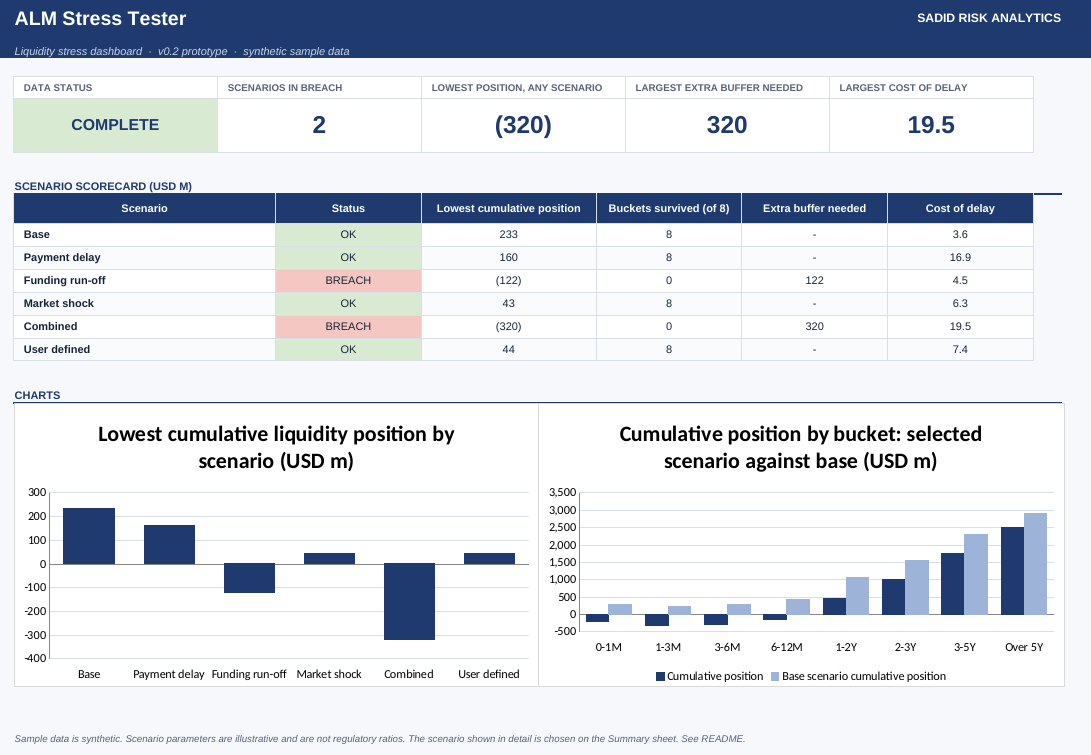 ALM Stress Tester
SADID RISK ANALYTICS
Liquidity stress dashboard · v0.2 prototype · synthetic sample data
DATA STATUS
SCENARIOS IN BREACH
LOWEST POSITION, ANY SCENARIO
LARGEST EXTRA BUFFER NEEDED
LARGEST COST OF DELAY
COMPLETE
2
(320)
320
19.5
SCENARIO SCORECARD (USD M)
Scenario Status Lowest cumulative position Buckets survived (of 8) Extra buffer needed Cost of delay
Base OK 233 8 - 3.6
Payment delay OK 160 8 - 16.9
Funding run-off BREACH (122) 0 122 4.5
Market shock OK 43 8 - 6.3
Combined BREACH (320) 0 320 19.5
User defined OK 44 8 - 7.4
CHARTS
Lowest cumulative liquidity position by
scenario (USD m)
300
200
100
0
-100
-200
-300
-400
Base Payment delay Funding run-off Market shock Combined User defined
Cumulative position by bucket: selected
scenario against base (USD m)
3,500
3,000
2,500
2,000
1,500
1,000
500
0
-500
0-1M 1-3M 3-6M 6-12M 1-2Y 2-3Y 3-5Y Over 5Y
Cumulative position Base scenario cumulative position
Sample data is synthetic. Scenario parameters are illustrative and are not regulatory ratios. The scenario shown in detail is chosen on the Summary sheet. See README.